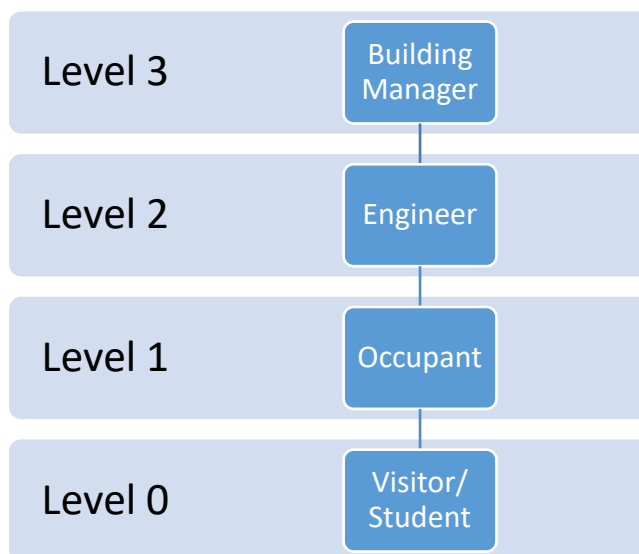 Level 3
Building
Manager
Level 2
Engineer
Level 1
Occupant
Level 0
Visitor/
Student